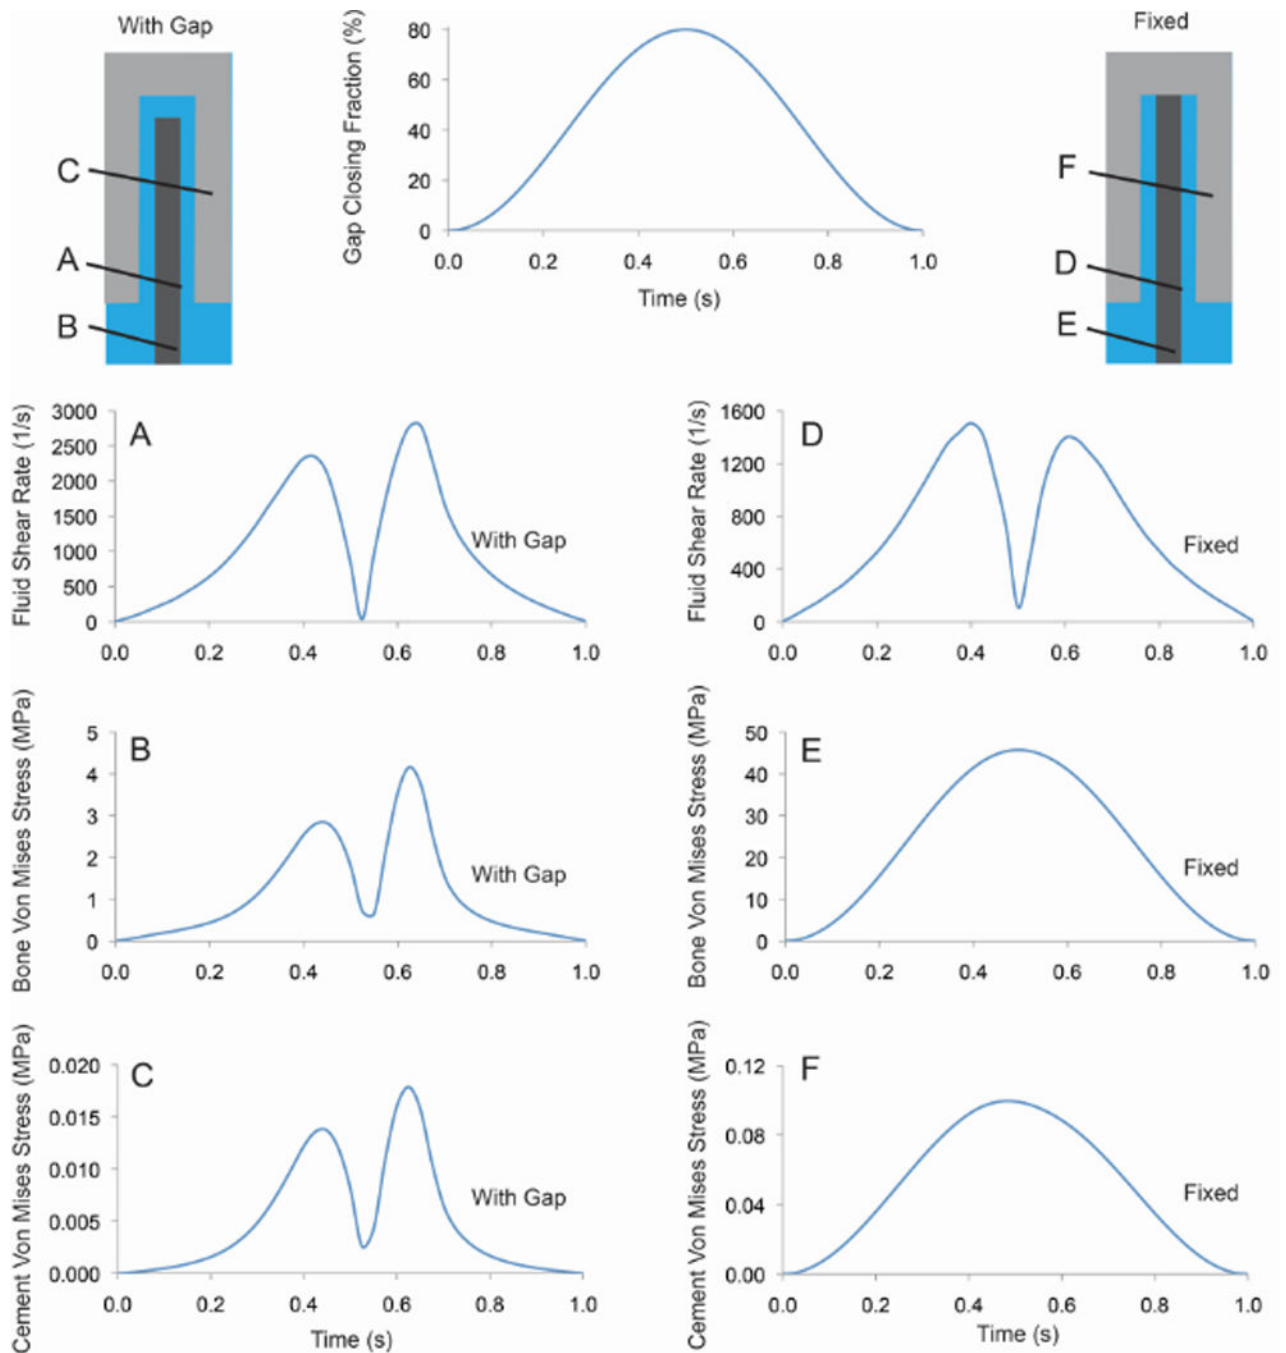 With Gap
C
A
B
Gap Closing Fraction (%)
80
60
40
20
0
0.0 0.2 0.4 0.6 0.8 1.0
Time (s)
Fixed
F
D
E
Fluid Shear Rate (1/s)
3000
2500
2000
1500
1000
500
0
A
With Gap
0.0 0.2 0.4 0.6 0.8 1.0
Fluid Shear Rate (1/s)
1600
1200
800
400
0
D
Fixed
0.0 0.2 0.4 0.6 0.8 1.0
Bone Von Mises Stress (MPa)
5
4
3
2
1
0
B
With Gap
0.0 0.2 0.4 0.6 0.8 1.0
Bone Von Mises Stress (MPa)
50
40
30
20
10
0
E
Fixed
0.0 0.2 0.4 0.6 0.8 1.0
Cement Von Mises Stress (MPa)
0.020
0.015
0.010
0.005
0.000
C
With Gap
0.0 0.2 0.4 0.6 0.8 1.0
Time (s)
Cement Von Mises Stress (MPa)
0.12
0.08
0.04
0.00
F
Fixed
0.0 0.2 0.4 0.6 0.8 1.0
Time (s)